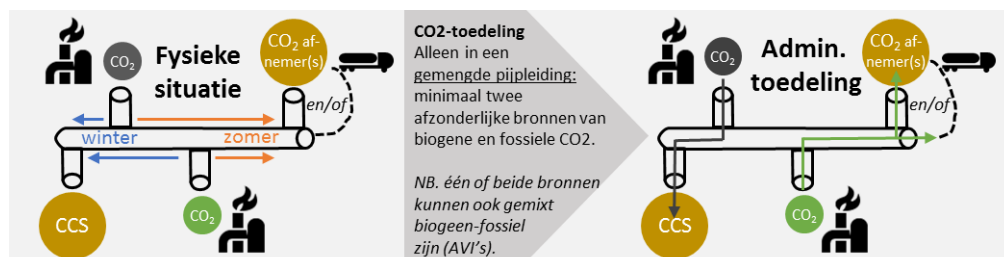 CO₂
Fysieke
situatie
CO₂ af-
nemer(s)
en/of
winter
zomer
CCS
CO₂
CO2-toedeling
Alleen in een
gemengde pijpleiding:
minimaal twee
afzonderlijke bronnen van
biogene en fossiele CO2.
NB. één of beide bronnen
kunnen ook gemixt
biogeen-fossiel
zijn (AVI's).
CO₂
Admin.
toedeling
CO₂ af-
nemer(s)
en/of
CCS
CO₂